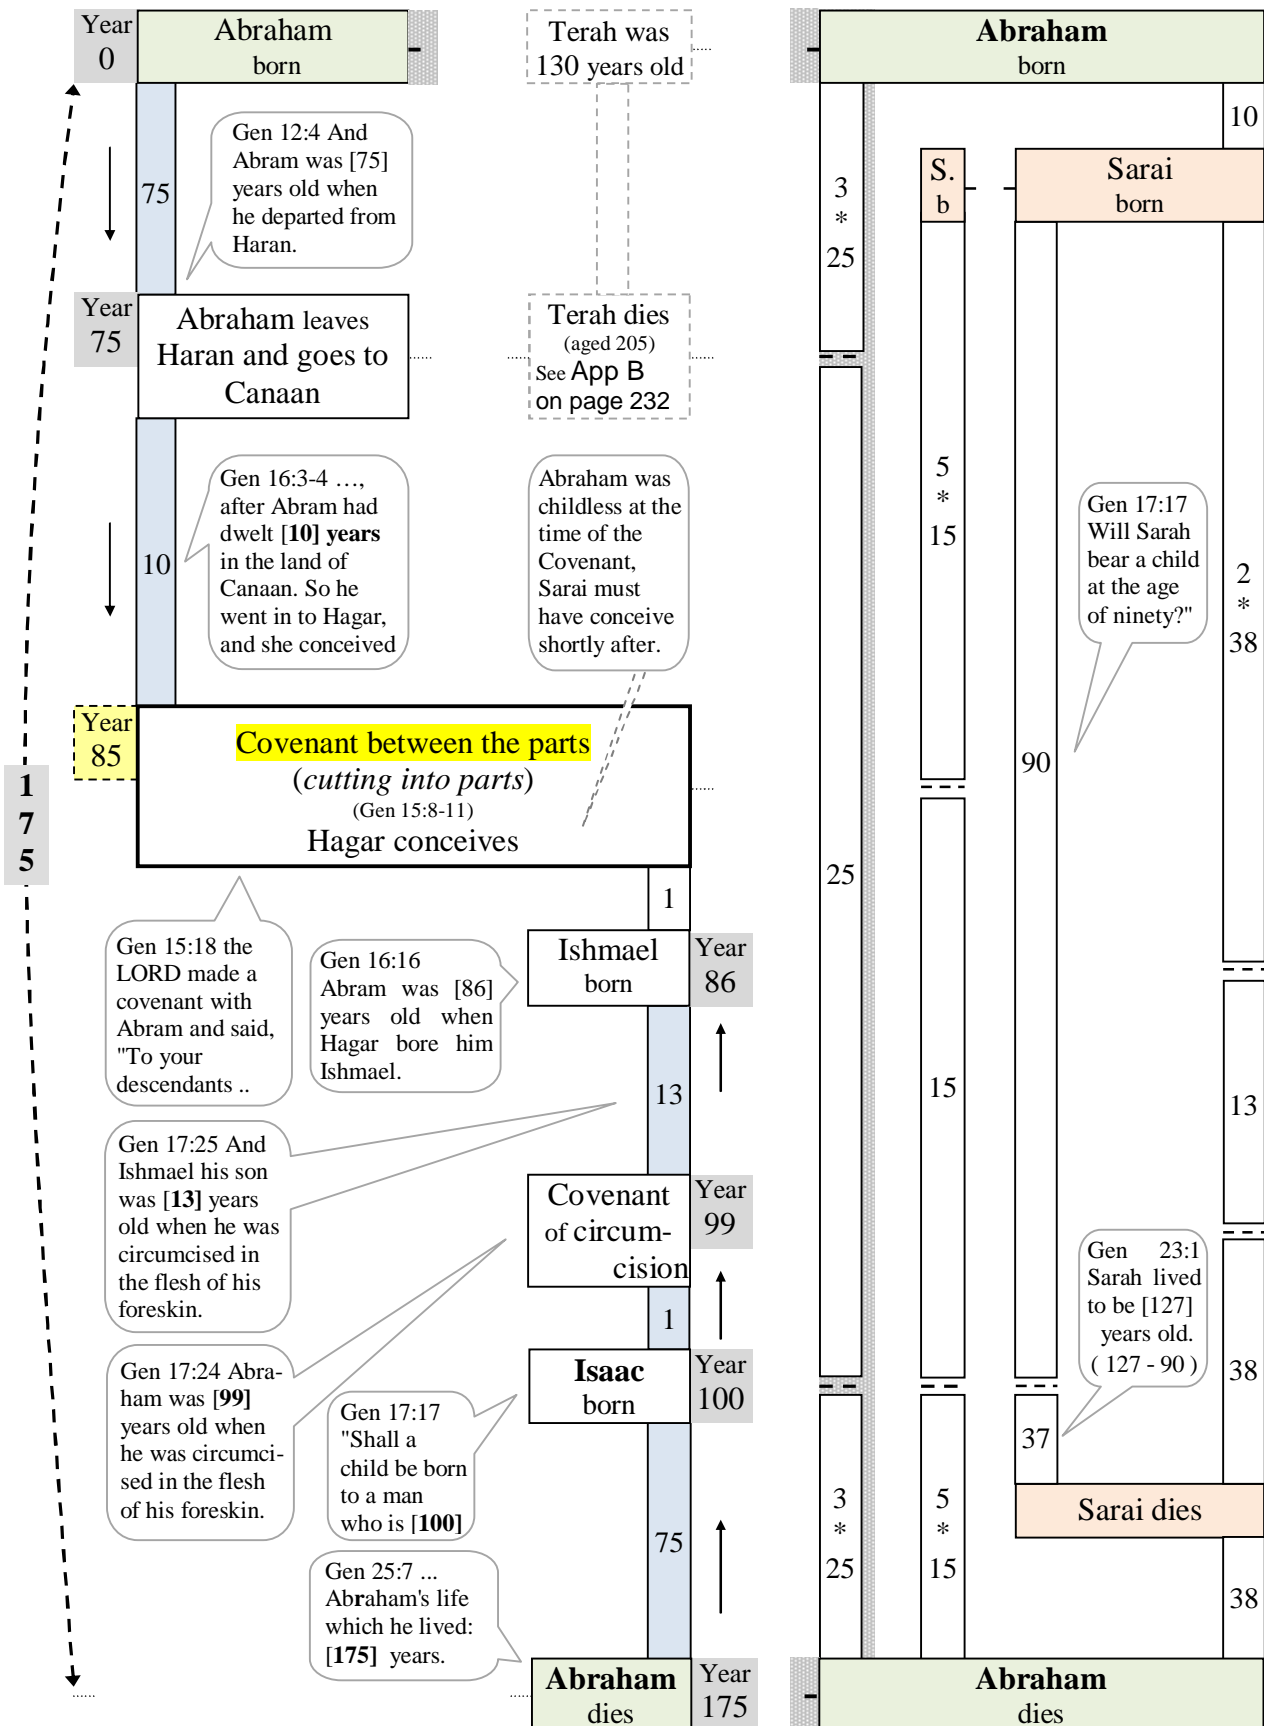 Year
0
Abraham
born
Terah was
130 years old
75
Gen 12:4 And
Abram was [75]
years old when
he departed from
Haran.
Year
75
Abraham leaves
Haran and goes to
Canaan
Terah dies
(aged 205)
See App B
on page 232
10
Gen 16:3-4 …,
after Abram had
dwelt [10] years
in the land of
Canaan. So he
went in to Hagar,
and she conceived
Abraham was
childless at the
time of the
Covenant,
Sarai must
have conceive
shortly after.
Year
85
Covenant between the parts
(cutting into parts)
(Gen 15:8-11)
Hagar conceives
1
7
5
1
Gen 15:18 the
LORD made a
covenant with
Abram and said,
"To your
descendants ..
Gen 16:16
Abram was [86]
years old when
Hagar bore him
Ishmael.
Ishmael
born
Year
86
13
Gen 17:25 And
Ishmael his son
was [13] years
old when he was
circumcised in
the flesh of his
foreskin.
Covenant
of circum-
cision
Year
99
1
Gen 17:24 Abra-
ham was [99]
years old when
he was circumci-
sed in the flesh
of his foreskin.
Gen 17:17
"Shall a
child be born
to a man
who is [100]
Isaac
born
Year
100
75
Gen 25:7 ...
Abraham's life
which he lived:
[175] years.
Abraham
dies
Year
175
Abraham
born
3
*
25
25
3
*
25
S.
b
5
*
15
15
5
*
15
Sarai
born
90
Gen 17:17
Will Sarah
bear a child
at the age
of ninety?"
Gen 23:1
Sarah lived
to be [127]
years old.
( 127 - 90 )
37
Sarai dies
10
2
*
38
13
38
38
Abraham
dies